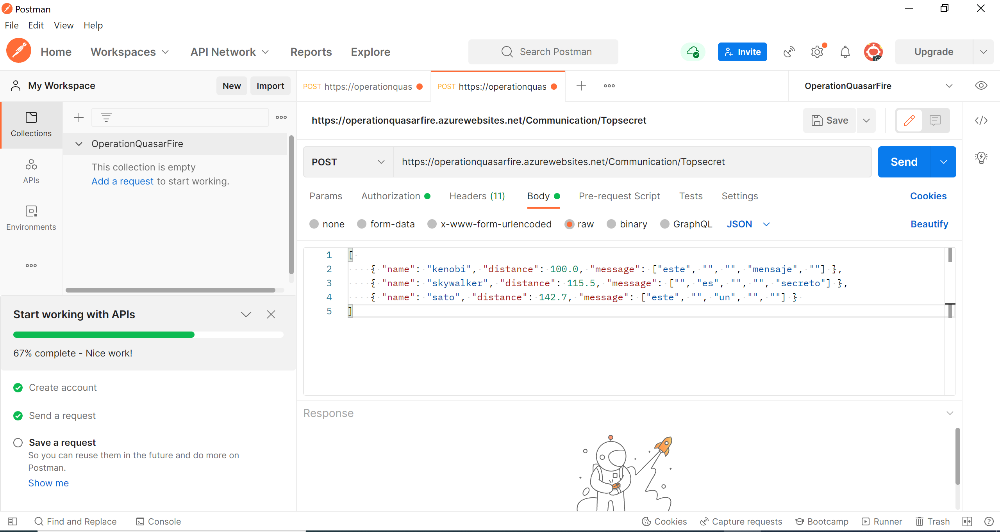 Postman
File Edit View Help
Home Workspaces API Network Reports Explore Search Postman Invite Upgrade
My Workspace New Import
POST https://operationquas POST https://operationquas OperationQuasarFire
Collections
APIs
Environments
OperationQuasarFire
This collection is empty
Add a request to start working.
https://operationquasarfire.azurewebsites.net/Communication/Topsecret Save
POST https://operationquasarfire.azurewebsites.net/Communication/Topsecret Send
Params Authorization Headers (11) Body Pre-request Script Tests Settings Cookies
none form-data x-www-form-urlencoded raw binary GraphQL JSON Beautify
1 [
2 { "name": "kenobi", "distance": 100.0, "message": ["este", "", "", "mensaje", ""] },
3 { "name": "skywalker", "distance": 115.5, "message": ["", "es", "", "", "secreto"] },
4 { "name": "sato", "distance": 142.7, "message": ["este", "", "un", "", ""] }
5 ]
Start working with APIs
67% complete - Nice work!
Create account
Send a request
Save a request
So you can reuse them in the future and do more on
Postman.
Show me
Response
Find and Replace Console Cookies Capture requests Bootcamp Runner Trash